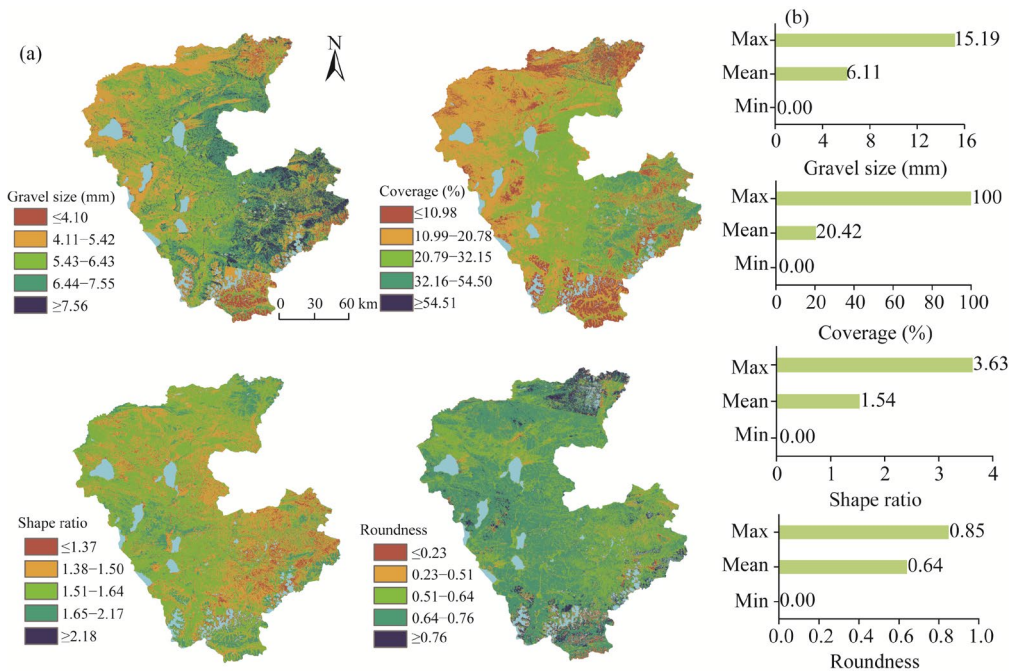 (a)
N
Gravel size (mm)
≤4.10
4.11−5.42
5.43−6.43
6.44−7.55
≥7.56
0 30 60 km
Coverage (%)
≤10.98
10.99−20.78
20.79−32.15
32.16−54.50
≥54.51
Shape ratio
≤1.37
1.38−1.50
1.51−1.64
1.65−2.17
≥2.18
Roundness
≤0.23
0.23−0.51
0.51−0.64
0.64−0.76
≥0.76
(b)
Max 15.19
Mean 6.11
Min 0.00
0 4 8 12 16
Gravel size (mm)
Max 100
Mean 20.42
Min 0.00
0 20 40 60 80 100
Coverage (%)
Max 3.63
Mean 1.54
Min 0.00
0 1 2 3 4
Shape ratio
Max 0.85
Mean 0.64
Min 0.00
0.0 0.2 0.4 0.6 0.8 1.0
Roundness